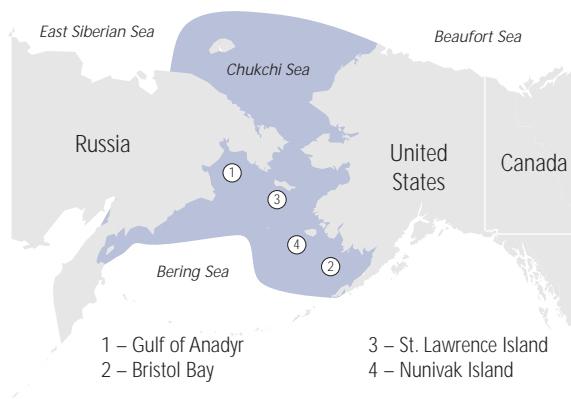 East Siberian Sea
Beaufort Sea
Chukchi Sea
Russia
United
States
Canada
1
3
4
2
Bering Sea
1 – Gulf of Anadyr
2 – Bristol Bay
3 – St. Lawrence Island
4 – Nunivak Island